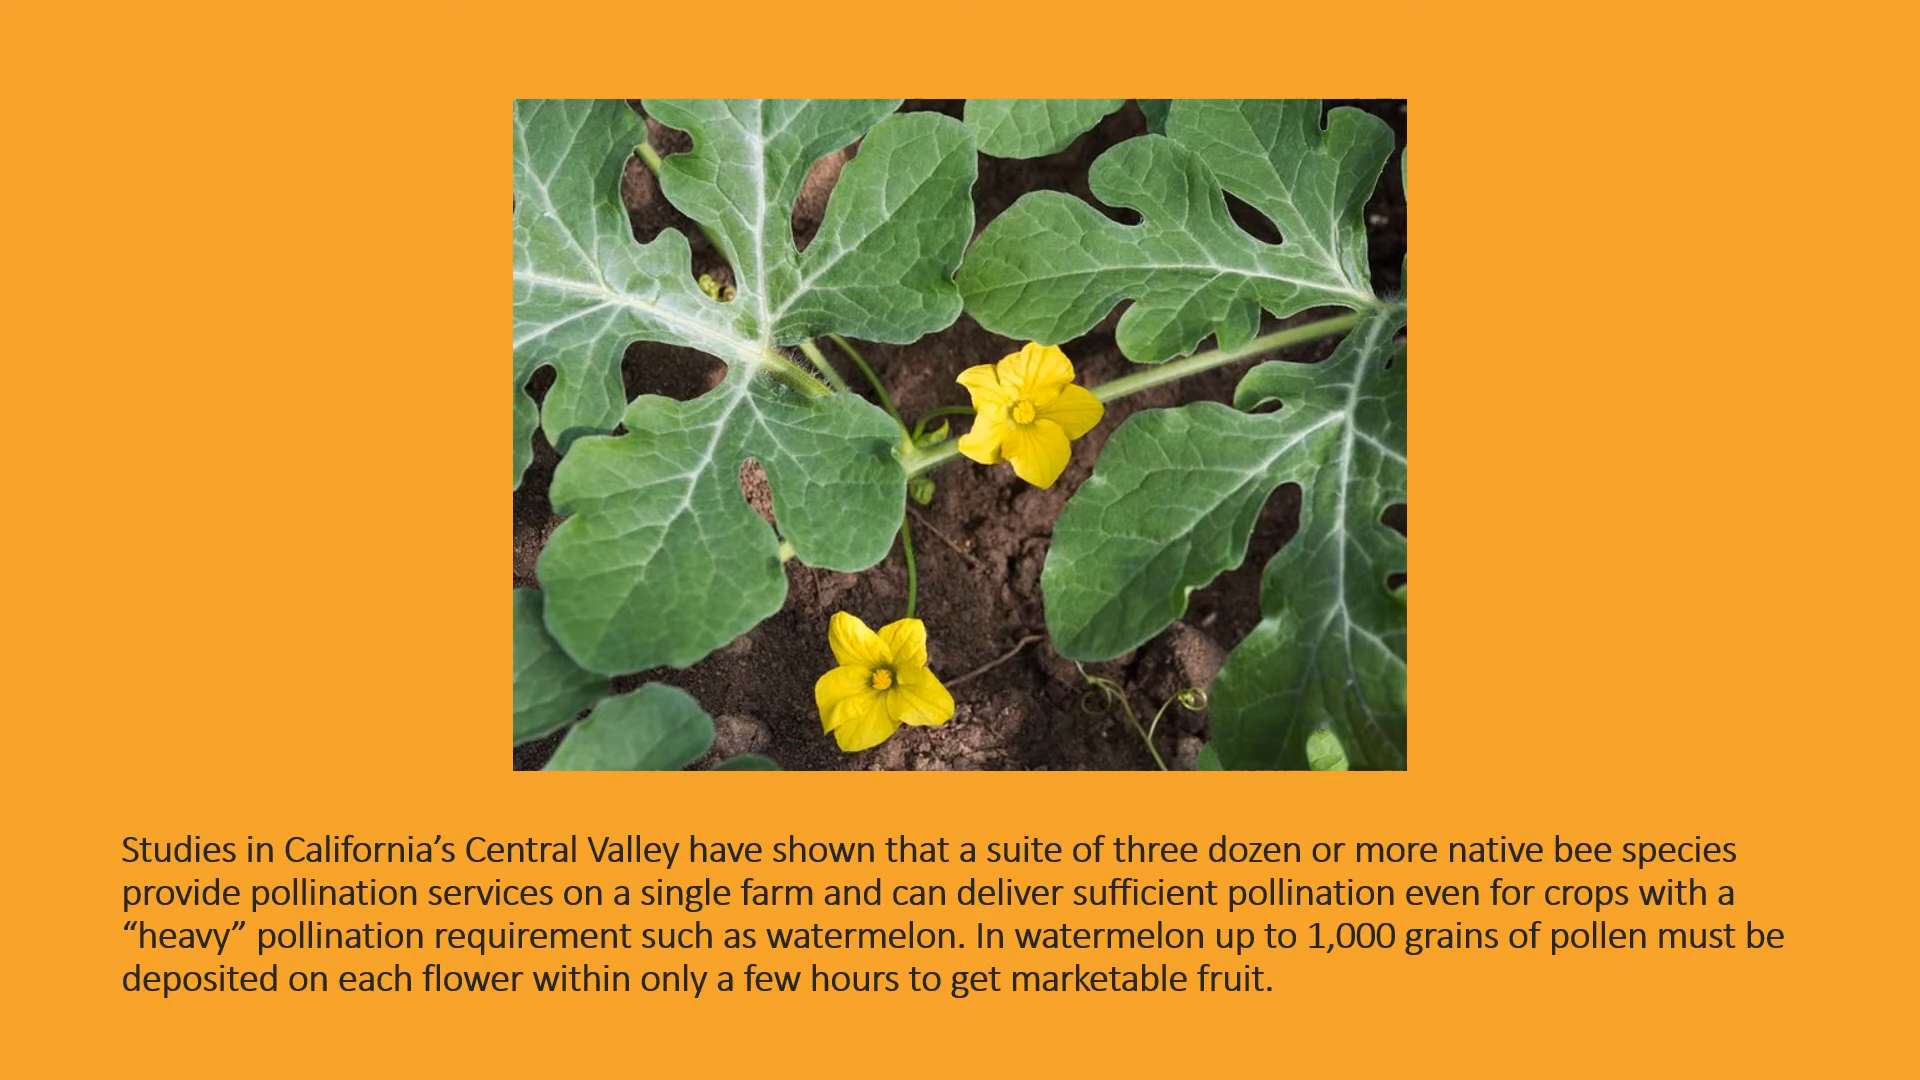 Studies in California’s Central Valley have shown that a suite of three dozen or more native bee species
provide pollination services on a single farm and can deliver sufficient pollination even for crops with a
“heavy” pollination requirement such as watermelon. In watermelon up to 1,000 grains of pollen must be
deposited on each flower within only a few hours to get marketable fruit.